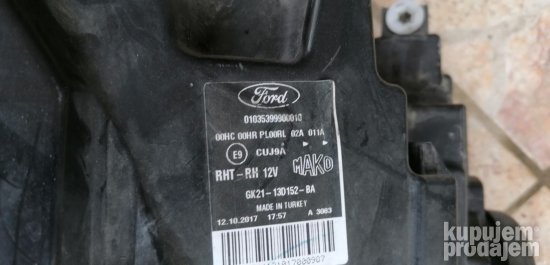 Ford
01035399900010
00HC 00HR PL00RL 02A 011A
E9 CUJ9A MAKO
RHT-RH 12V
GK21-13D152-BA
MADE IN TURKEY
12.10.2017 17:57 A 3083
kupujem
prodajem